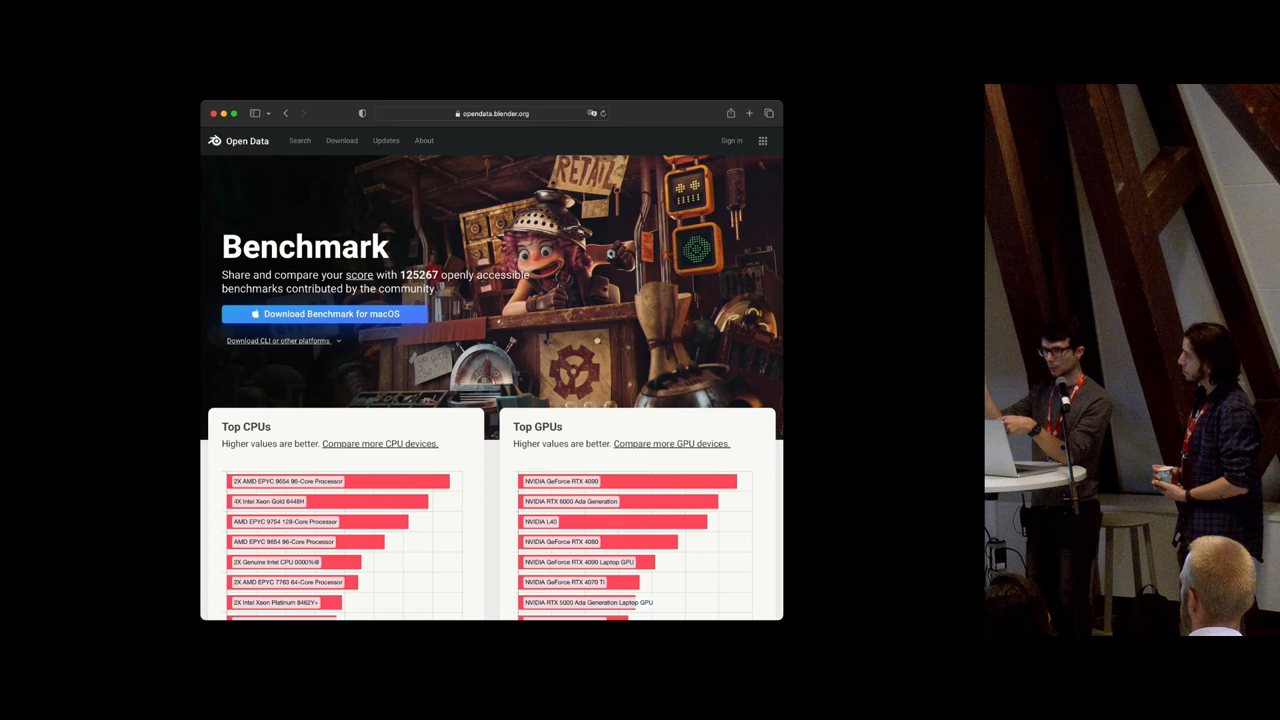 opendata.blender.org
Open Data
Search
Download
Updates
About
Sign in
RETAIL
Benchmark
Share and compare your score with 125267 openly accessible
benchmarks contributed by the community.
Download Benchmark for macOS
Download CLI or other platforms
Top CPUs
Higher values are better. Compare more CPU devices.
2X AMD EPYC 9654 96-Core Processor
4X Intel Xeon Gold 6448H
AMD EPYC 9754 128-Core Processor
AMD EPYC 9654 96-Core Processor
2X Genuine Intel CPU 0000%@
2X AMD EPYC 7763 64-Core Processor
2X Intel Xeon Platinum 8462Y+
Top GPUs
Higher values are better. Compare more GPU devices.
NVIDIA GeForce RTX 4090
NVIDIA RTX 6000 Ada Generation
NVIDIA L40
NVIDIA GeForce RTX 4080
NVIDIA GeForce RTX 4090 Laptop GPU
NVIDIA GeForce RTX 4070 Ti
NVIDIA RTX 5000 Ada Generation Laptop GPU